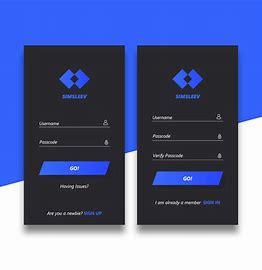 SIMSLEEV
Username
Passcode
GO!
Having Issues?
Are you a newbie? SIGN UP
SIMSLEEV
Username
Passcode
Verify Passcode
GO!
I am already a member SIGN IN